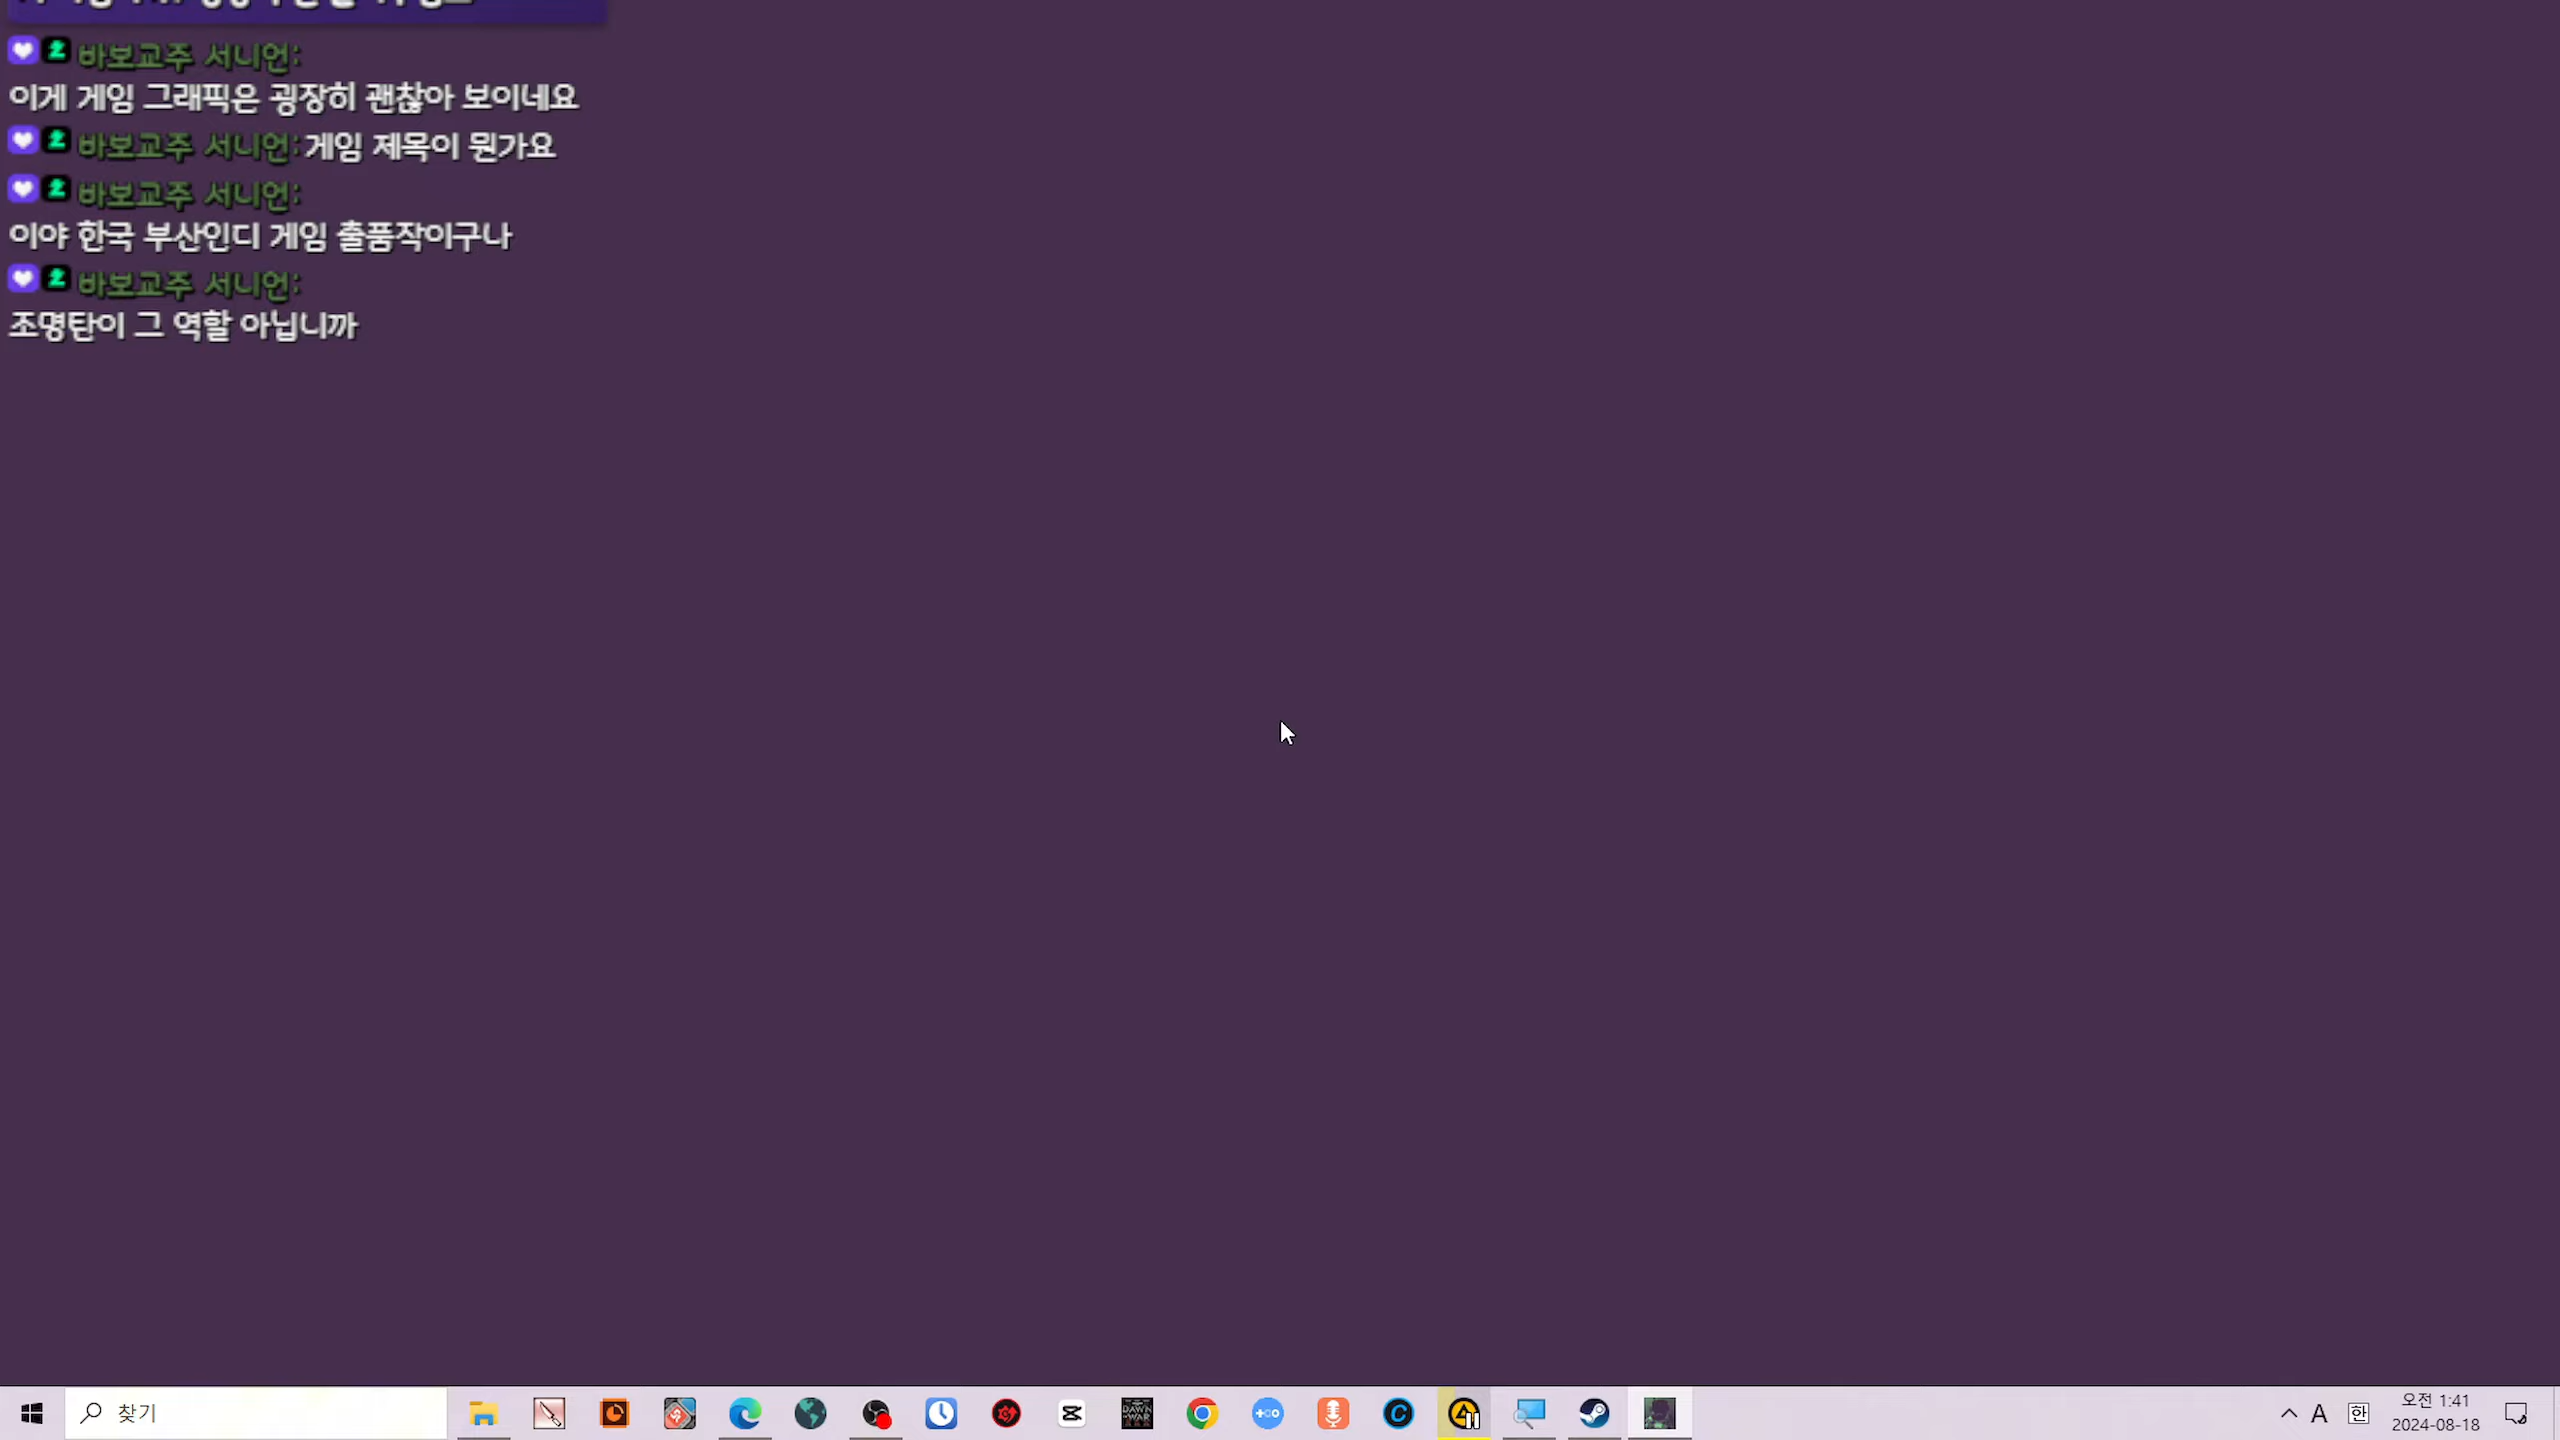 바보교주 서니언:
이게 게임 그래픽은 굉장히 괜찮아 보이네요
바보교주 서니언: 게임 제목이 뭔가요
바보교주 서니언:
이야 한국 부산인디 게임 출품작이구나
바보교주 서니언:
조명탄이 그 역할 아닙니까
찾기
DAWN WAR
A 한
오전 1:41
2024-08-18